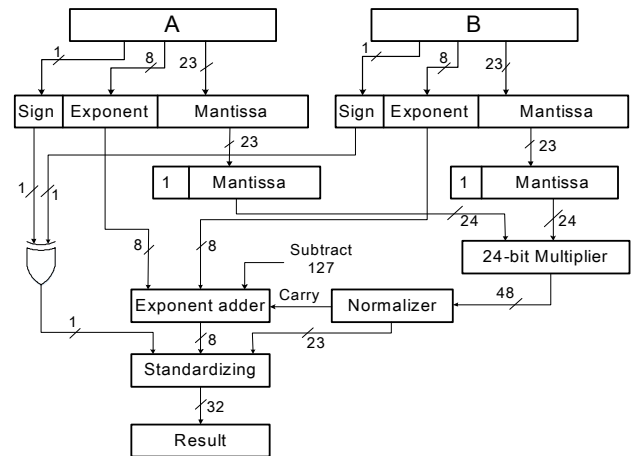 A B
1 8 23 1 8 23
Sign Exponent Mantissa Sign Exponent Mantissa
23 23
1 Mantissa 1 Mantissa
1 1 24 24
8 8 Subtract 127 24-bit Multiplier
Exponent adder Carry Normalizer 48
1 8 23
Standardizing
32
Result